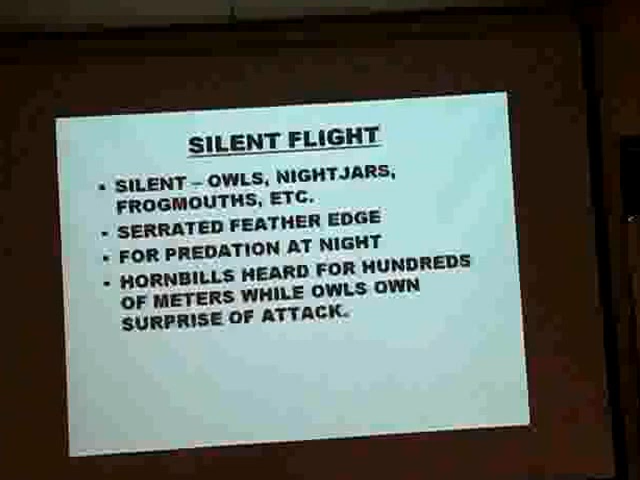 SILENT FLIGHT
• SILENT – OWLS, NIGHTJARS,
FROGMOUTHS, ETC.
• SERRATED FEATHER EDGE
• FOR PREDATION AT NIGHT
• HORNBILLS HEARD FOR HUNDREDS
OF METERS WHILE OWLS OWN
SURPRISE OF ATTACK.